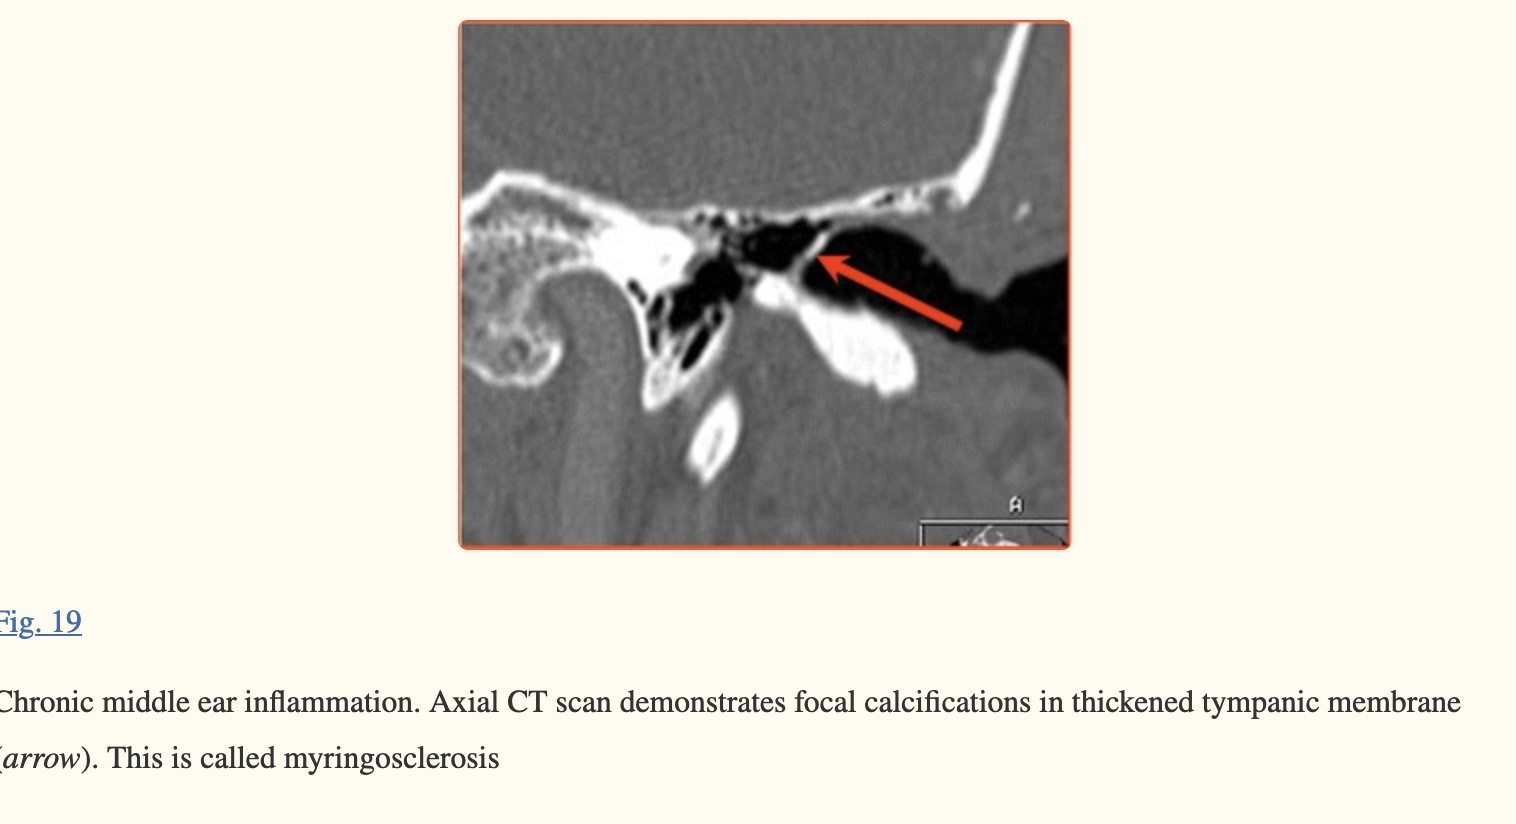 A
Fig. 19
Chronic middle ear inflammation. Axial CT scan demonstrates focal calcifications in thickened tympanic membrane
(arrow). This is called myringosclerosis